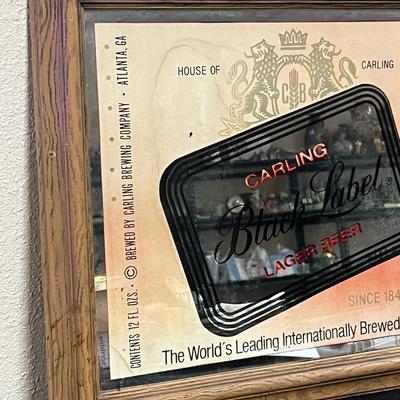 HOUSE OF CARLING
C B
CARLING
Black Label ®
LAGER BEER
SINCE 184
The World's Leading Internationally Brewed
CONTENTS 12 FL. OZS. • © BREWED BY CARLING BREWING COMPANY • ATLANTA, GA